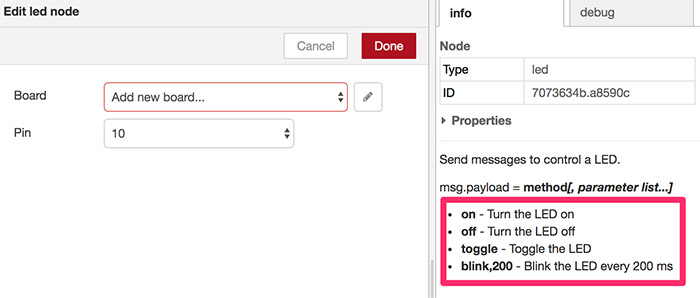 Edit led node
Cancel
Done
Board
Add new board...
Pin
10
info
debug
Node
Type
led
ID
7073634b.a8590c
Properties
Send messages to control a LED.
msg.payload = method[, parameter list...]
on - Turn the LED on
off - Turn the LED off
toggle - Toggle the LED
blink,200 - Blink the LED every 200 ms